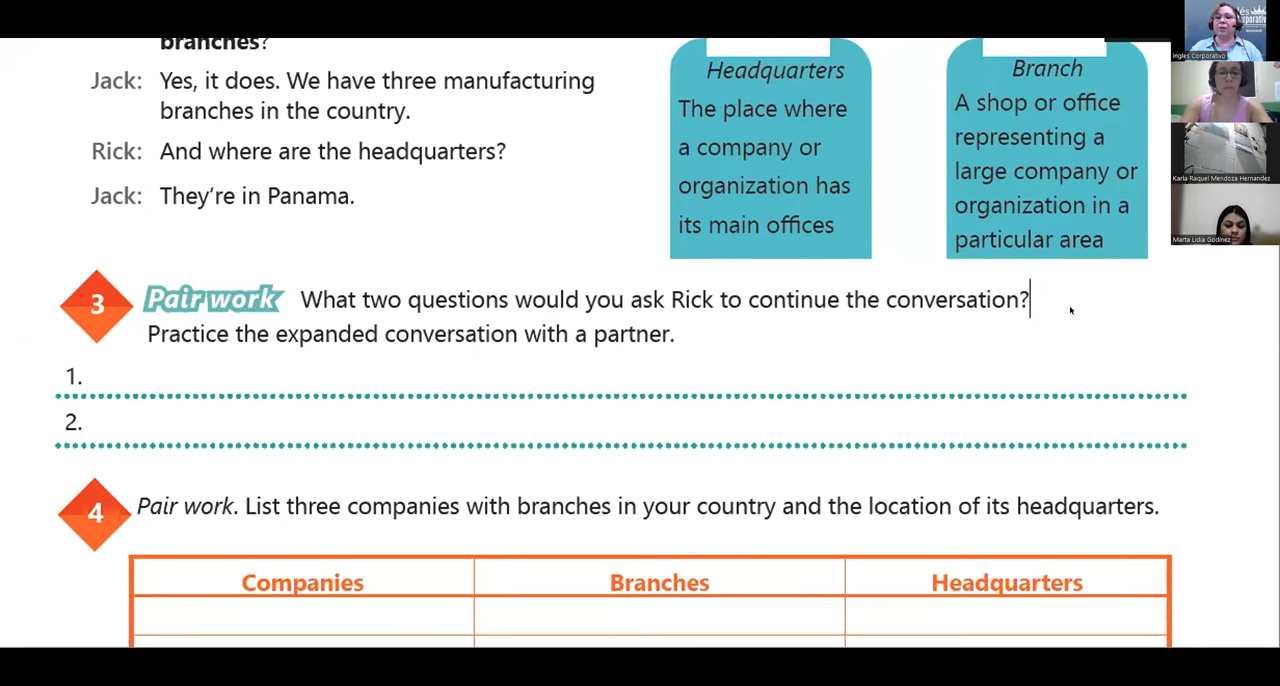 branches?
Jack: Yes, it does. We have three manufacturing
branches in the country.
Rick: And where are the headquarters?
Jack: They're in Panama.
Headquarters
The place where
a company or
organization has
its main offices
Branch
A shop or office
representing a
large company or
organization in a
particular area
3 Pair work What two questions would you ask Rick to continue the conversation?
Practice the expanded conversation with a partner.
1.
2.
4 Pair work. List three companies with branches in your country and the location of its headquarters.
Companies Branches Headquarters
Ingles Corporativo
Karla Raquel Mendoza Hernandez
Marta Lidia Godinez